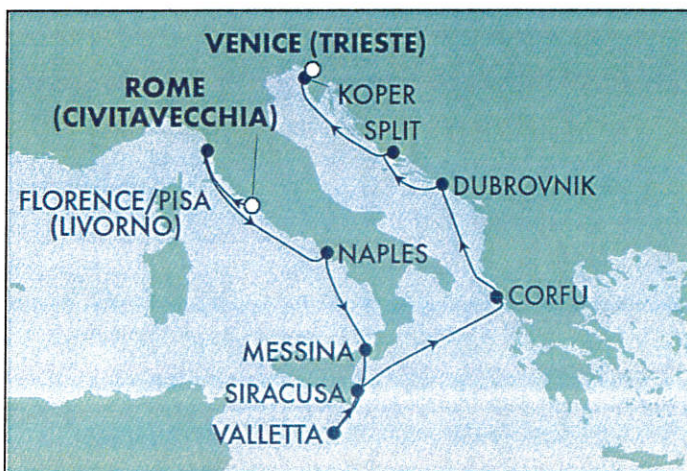 VENICE (TRIESTE)
ROME
(CIVITAVECCHIA)
KOPER
SPLIT
DUBROVNIK
FLORENCE/PISA
(LIVORNO)
NAPLES
CORFU
MESSINA
SIRACUSA
VALLETTA